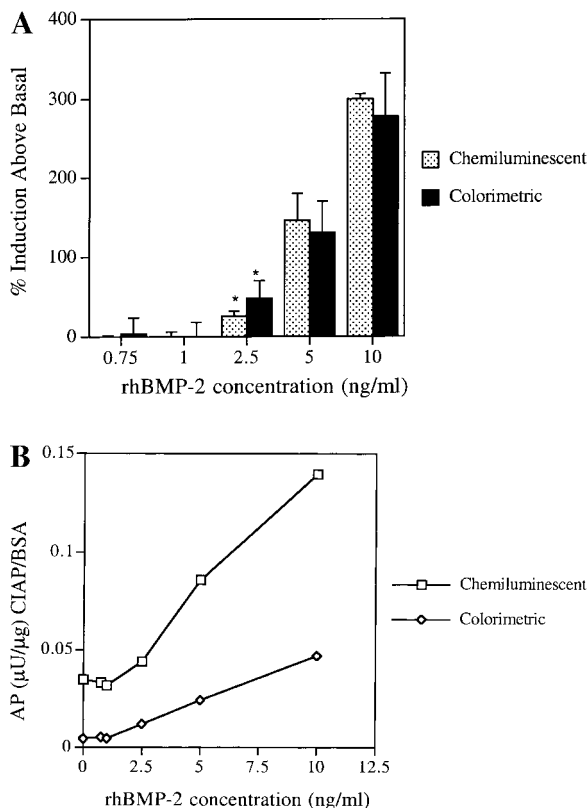 A
400
300
200
100
0
% Induction Above Basal
* *
0.75 1 2.5 5 10
rhBMP-2 concentration (ng/ml)
Chemiluminescent
Colorimetric
B
0.15
0.1
0.05
0
AP (µU/µg) CIAP/BSA
0 2.5 5 7.5 10 12.5
rhBMP-2 concentration (ng/ml)
Chemiluminescent
Colorimetric